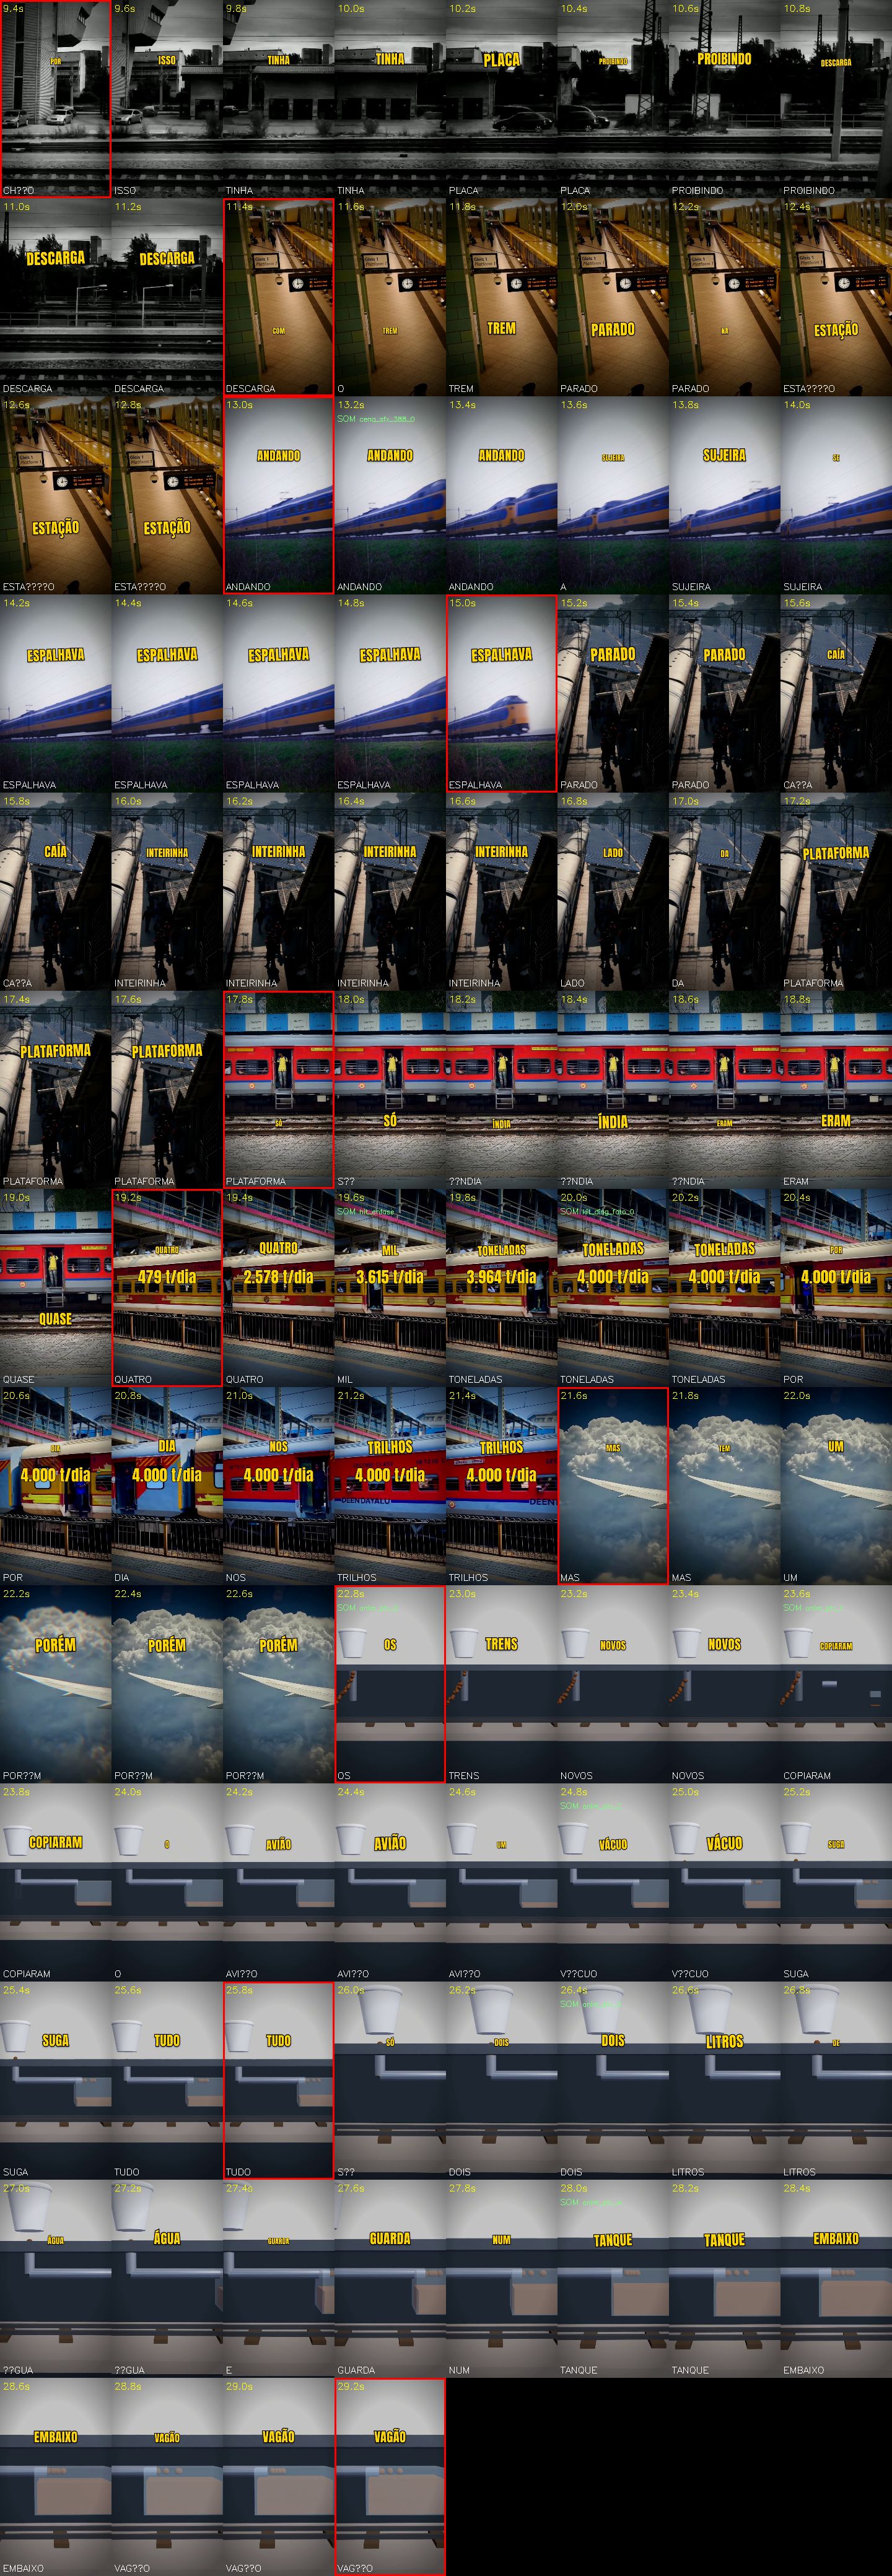 9.4s 9.6s 9.8s 10.0s 10.2s 10.4s 10.6s 10.8s
POR ISSO TINHA TINHA PLACA PROIBINDO PROIBINDO DESCARGA
CH??O ISSO TINHA TINHA PLACA PLACA PROIBINDO PROIBINDO
11.0s 11.2s 11.4s 11.6s 11.8s 12.0s 12.2s 12.4s
DESCARGA DESCARGA COM TREM TREM PARADO NA ESTAÇÃO
DESCARGA DESCARGA DESCARGA O TREM PARADO PARADO ESTA????O
12.6s 12.8s 13.0s 13.2s 13.4s 13.6s 13.8s 14.0s
ESTAÇÃO ESTAÇÃO ANDANDO ANDANDO ANDANDO SUJEIRA SUJEIRA SE
ESTA????O ESTA????O ANDANDO ANDANDO ANDANDO A SUJEIRA SUJEIRA
14.2s 14.4s 14.6s 14.8s 15.0s 15.2s 15.4s 15.6s
ESPALHAVA ESPALHAVA ESPALHAVA ESPALHAVA ESPALHAVA PARADO PARADO CAÍA
ESPALHAVA ESPALHAVA ESPALHAVA ESPALHAVA ESPALHAVA PARADO PARADO CA??A
15.8s 16.0s 16.2s 16.4s 16.6s 16.8s 17.0s 17.2s
CAÍA INTEIRINHA INTEIRINHA INTEIRINHA INTEIRINHA LADO DA PLATAFORMA
CA??A INTEIRINHA INTEIRINHA INTEIRINHA INTEIRINHA LADO DA PLATAFORMA
17.4s 17.6s 17.8s 18.0s 18.2s 18.4s 18.6s 18.8s
PLATAFORMA PLATAFORMA SÓ SÓ ÍNDIA ÍNDIA ERAM ERAM
PLATAFORMA PLATAFORMA PLATAFORMA S?? ??NDIA ??NDIA ??NDIA ERAM
19.0s 19.2s 19.4s 19.6s 19.8s 20.0s 20.2s 20.4s
QUASE QUATRO QUATRO MIL TONELADAS TONELADAS TONELADAS POR
479 t/dia 2.578 t/dia 3.615 t/dia 3.964 t/dia 4.000 t/dia 4.000 t/dia 4.000 t/dia
QUASE QUATRO QUATRO MIL TONELADAS TONELADAS TONELADAS POR
20.6s 20.8s 21.0s 21.2s 21.4s 21.6s 21.8s 22.0s
DIA DIA NOS TRILHOS TRILHOS MAS TEM UM
4.000 t/dia 4.000 t/dia 4.000 t/dia 4.000 t/dia 4.000 t/dia
DEENDAYALU
POR DIA NOS TRILHOS TRILHOS MAS MAS UM
22.2s 22.4s 22.6s 22.8s 23.0s 23.2s 23.4s 23.6s
PORÉM PORÉM PORÉM OS TRENS NOVOS NOVOS COPIARAM
POR??M POR??M POR??M OS TRENS NOVOS NOVOS COPIARAM
23.8s 24.0s 24.2s 24.4s 24.6s 24.8s 25.0s 25.2s
COPIARAM O AVIÃO AVIÃO UM VÁCUO VÁCUO SUGA
COPIARAM O AVI??O AVI??O AVI??O V??CUO V??CUO SUGA
25.4s 25.6s 25.8s 26.0s 26.2s 26.4s 26.6s 26.8s
SUGA TUDO TUDO SÓ DOIS DOIS LITROS DE
SUGA TUDO TUDO S?? DOIS DOIS LITROS LITROS
27.0s 27.2s 27.4s 27.6s 27.8s 28.0s 28.2s 28.4s
ÁGUA ÁGUA GUARDA GUARDA NUM TANQUE TANQUE EMBAIXO
??GUA ??GUA E GUARDA NUM TANQUE TANQUE EMBAIXO
28.6s 28.8s 29.0s 29.2s
EMBAIXO VAGÃO VAGÃO VAGÃO
EMBAIXO VAG??O VAG??O VAG??O